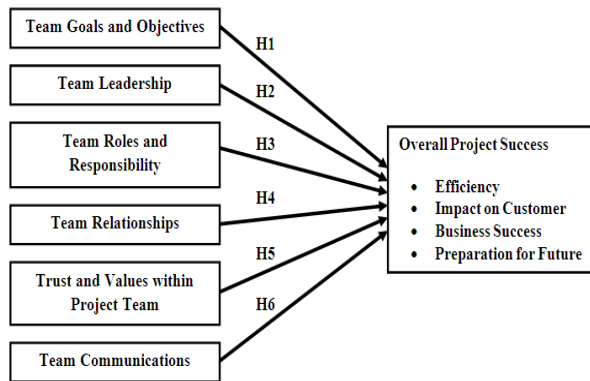 Team Goals and Objectives
H1
Team Leadership
H2
Team Roles and
Responsibility
H3
Team Relationships
H4
Trust and Values within
Project Team
H5
Team Communications
H6
Overall Project Success
• Efficiency
• Impact on Customer
• Business Success
• Preparation for Future